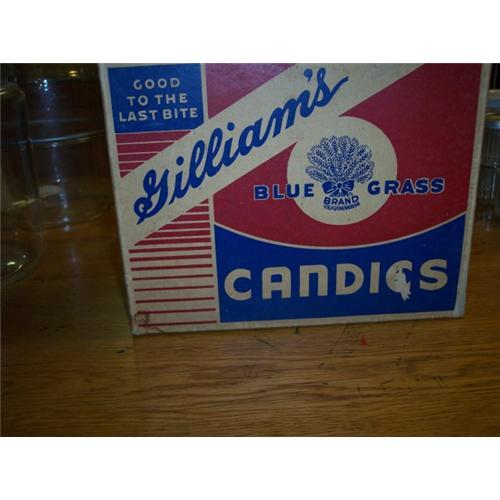 GOOD
TO THE
LAST BITE
Gilliam's
BLUE GRASS
BRAND
CANDIES